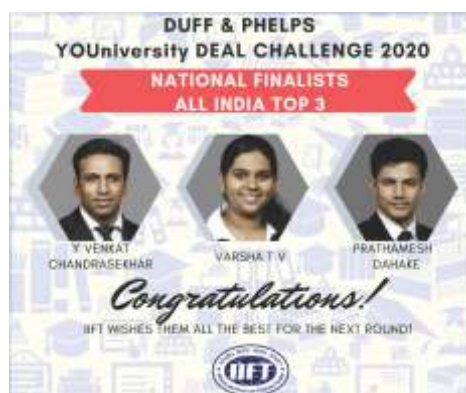 DUFF & PHELPS
YOUniversity DEAL CHALLENGE 2020
NATIONAL FINALISTS
ALL INDIA TOP 3
Y VENKAT
CHANDRASEKHAR
VARSHA T V
PRATHAMESH
DAHAKE
Congratulations!
IIFT WISHES THEM ALL THE BEST FOR THE NEXT ROUND!
IIFT